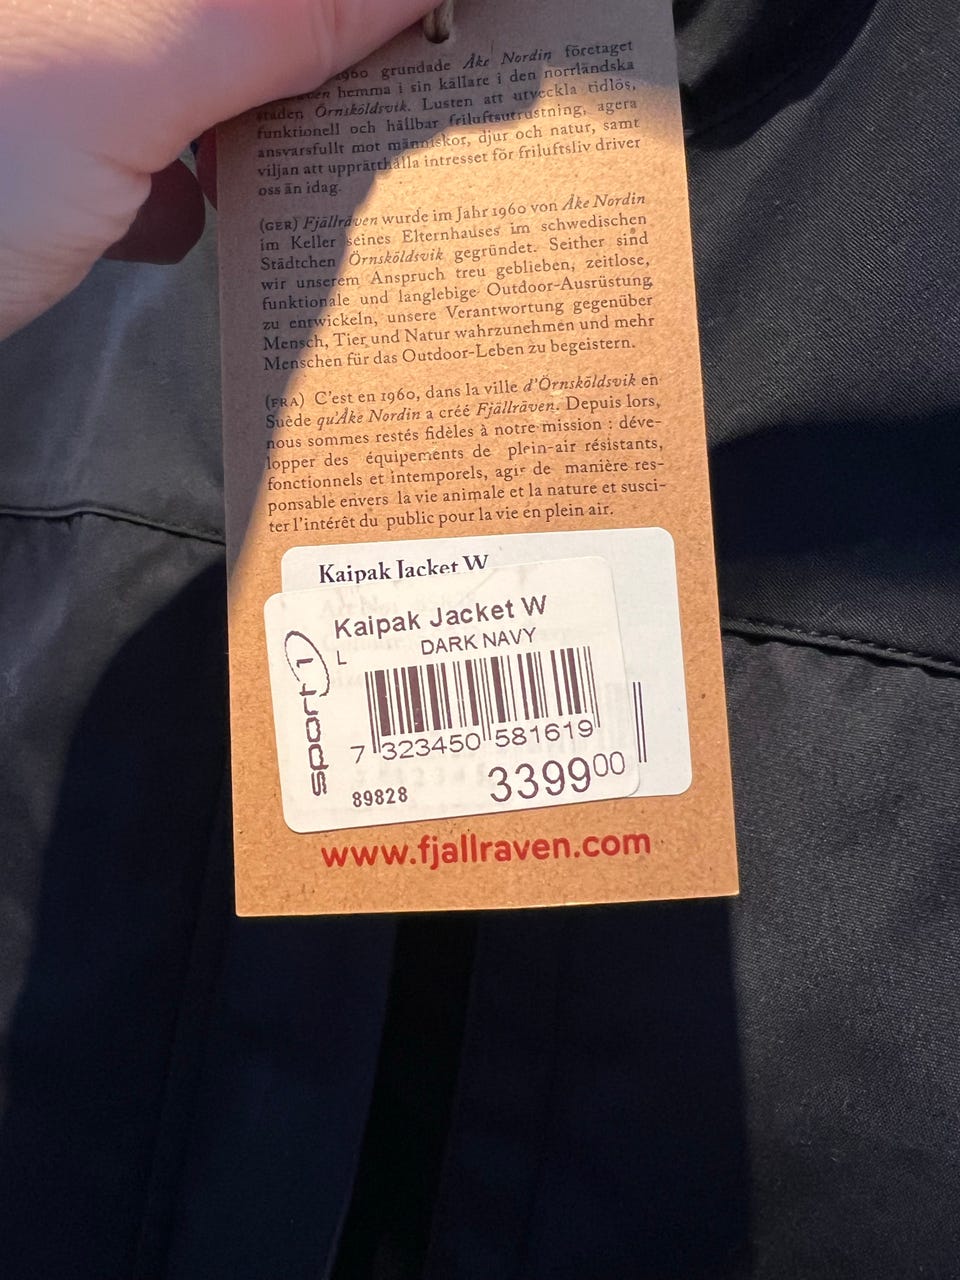 1960 grundade Åke Nordin företaget
hemma i sin källare i den norrländska
staden Örnsköldsvik. Lusten att utveckla tidlös,
funktionell och hållbar friluftsutrustning, agera
ansvarsfullt mot människor, djur och natur, samt
viljan att upprätthålla intresset för friluftsliv driver
oss än idag.
(GER) Fjällräven wurde im Jahr 1960 von Åke Nordin
im Keller seines Elternhauses im schwedischen
Städtchen Örnsköldsvik gegründet. Seither sind
wir unserem Anspruch treu geblieben, zeitlose,
funktionale und langlebige Outdoor-Ausrüstung
zu entwickeln, unsere Verantwortung gegenüber
Mensch, Tier und Natur wahrzunehmen und mehr
Menschen für das Outdoor-Leben zu begeistern.
(FRA) C'est en 1960, dans la ville d'Örnsköldsvik en
Suède qu'Åke Nordin a créé Fjällräven. Depuis lors,
nous sommes restés fidèles à notre mission : déve-
lopper des équipements de plein-air résistants,
fonctionnels et intemporels, agir de manière res-
ponsable envers la vie animale et la nature et susci-
ter l'intérêt du public pour la vie en plein air.
Kaipak Jacket W
Kaipak Jacket W
L DARK NAVY
sport 1
7 323450 581619
89828 339900
www.fjallraven.com